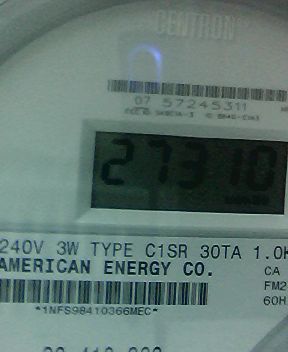 CENTRON
07 57245311
27310
240V 3W TYPE C1SR 30TA 1.0K
AMERICAN ENERGY CO.
CA
FM2
60H
*1NFS98410366MEC*